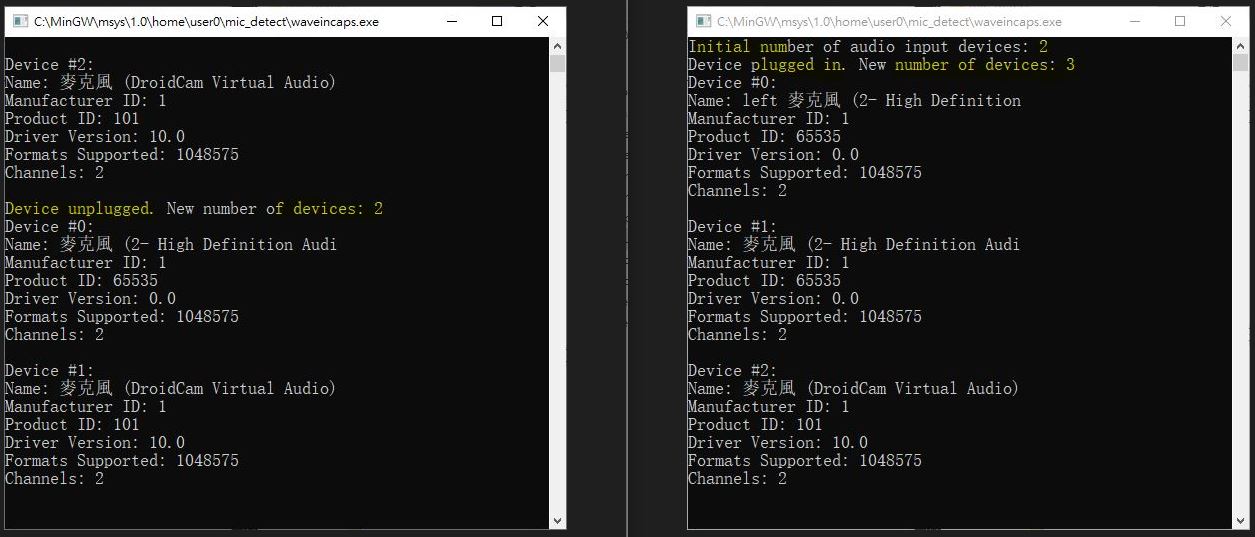 C:\MinGW\msys\1.0\home\user0\mic_detect\waveincaps.exe
Device #2:
Name: 麥克風 (DroidCam Virtual Audio)
Manufacturer ID: 1
Product ID: 101
Driver Version: 10.0
Formats Supported: 1048575
Channels: 2
Device unplugged. New number of devices: 2
Device #0:
Name: 麥克風 (2- High Definition Audi
Manufacturer ID: 1
Product ID: 65535
Driver Version: 0.0
Formats Supported: 1048575
Channels: 2
Device #1:
Name: 麥克風 (DroidCam Virtual Audio)
Manufacturer ID: 1
Product ID: 101
Driver Version: 10.0
Formats Supported: 1048575
Channels: 2
C:\MinGW\msys\1.0\home\user0\mic_detect\waveincaps.exe
Initial number of audio input devices: 2
Device plugged in. New number of devices: 3
Device #0:
Name: left 麥克風 (2- High Definition
Manufacturer ID: 1
Product ID: 65535
Driver Version: 0.0
Formats Supported: 1048575
Channels: 2
Device #1:
Name: 麥克風 (2- High Definition Audi
Manufacturer ID: 1
Product ID: 65535
Driver Version: 0.0
Formats Supported: 1048575
Channels: 2
Device #2:
Name: 麥克風 (DroidCam Virtual Audio)
Manufacturer ID: 1
Product ID: 101
Driver Version: 10.0
Formats Supported: 1048575
Channels: 2